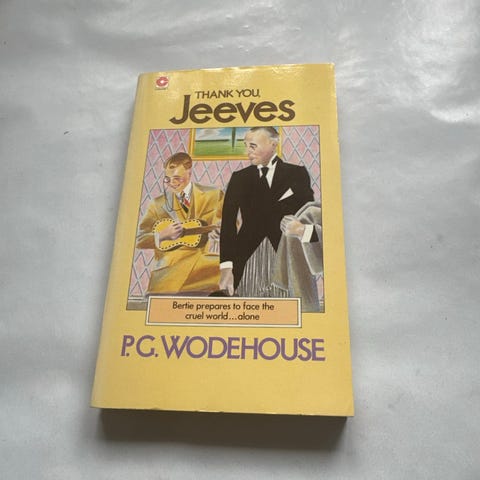 THANK YOU,
Jeeves
Bertie prepares to face the
cruel world...alone
P.G. WODEHOUSE